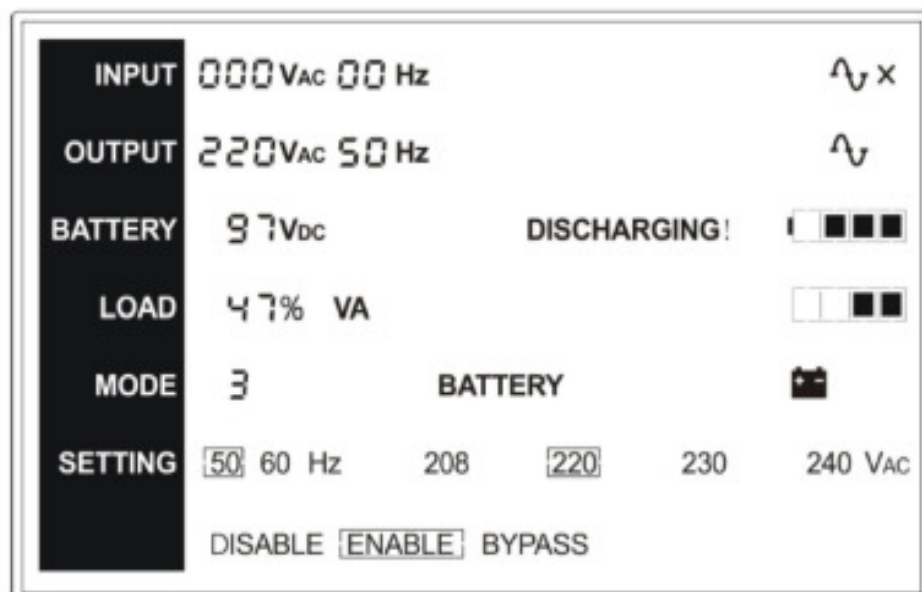 INPUT 000 VAC 00 Hz
OUTPUT 220 VAC 50 Hz
BATTERY 97 VDC DISCHARGING!
LOAD 47% VA
MODE 3 BATTERY
SETTING 50 60 Hz 208 220 230 240 VAC
DISABLE ENABLE BYPASS